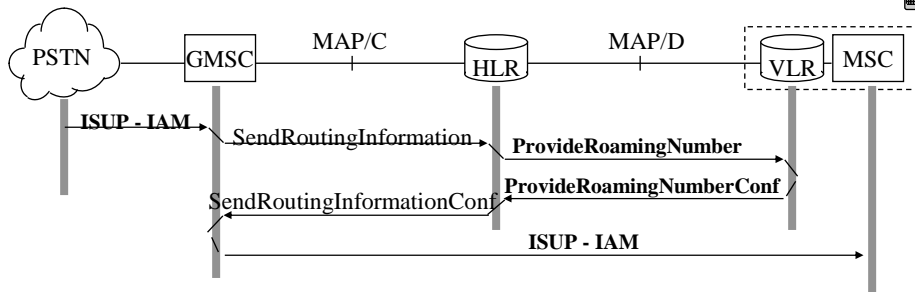 MAP/C
MAP/D
PSTN
GMSC
HLR
VLR
MSC
ISUP - IAM
SendRoutingInformation
ProvideRoamingNumber
ProvideRoamingNumberConf
SendRoutingInformationConf
ISUP - IAM